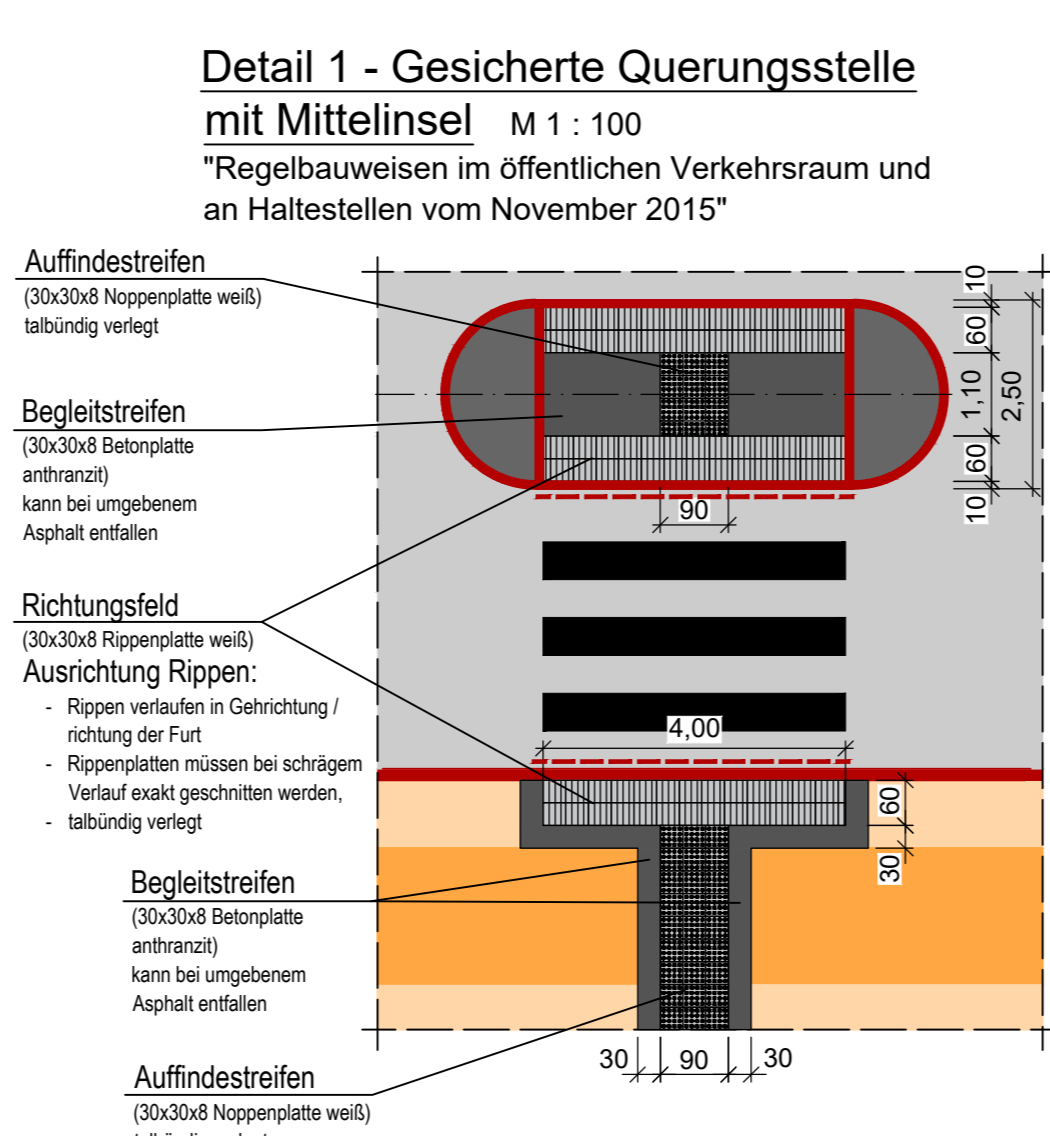 Detail 1 - Gesicherte Querungsstelle
mit Mittelinsel M 1 : 100
"Regelbauweisen im öffentlichen Verkehrsraum und
an Haltestellen vom November 2015"
Auffindestreifen
(30x30x8 Noppenplatte weiß)
talbündig verlegt
Begleitstreifen
(30x30x8 Betonplatte
anthranzit)
kann bei umgebenem
Asphalt entfallen
Richtungsfeld
(30x30x8 Rippenplatte weiß)
Ausrichtung Rippen:
- Rippen verlaufen in Gehrichtung /
richtung der Furt
- Rippenplatten müssen bei schrägem
Verlauf exakt geschnitten werden,
- talbündig verlegt
Begleitstreifen
(30x30x8 Betonplatte
anthranzit)
kann bei umgebenem
Asphalt entfallen
Auffindestreifen
(30x30x8 Noppenplatte weiß)
10
60
1,10
2,50
60
10
90
4,00
60
30
30
90
30